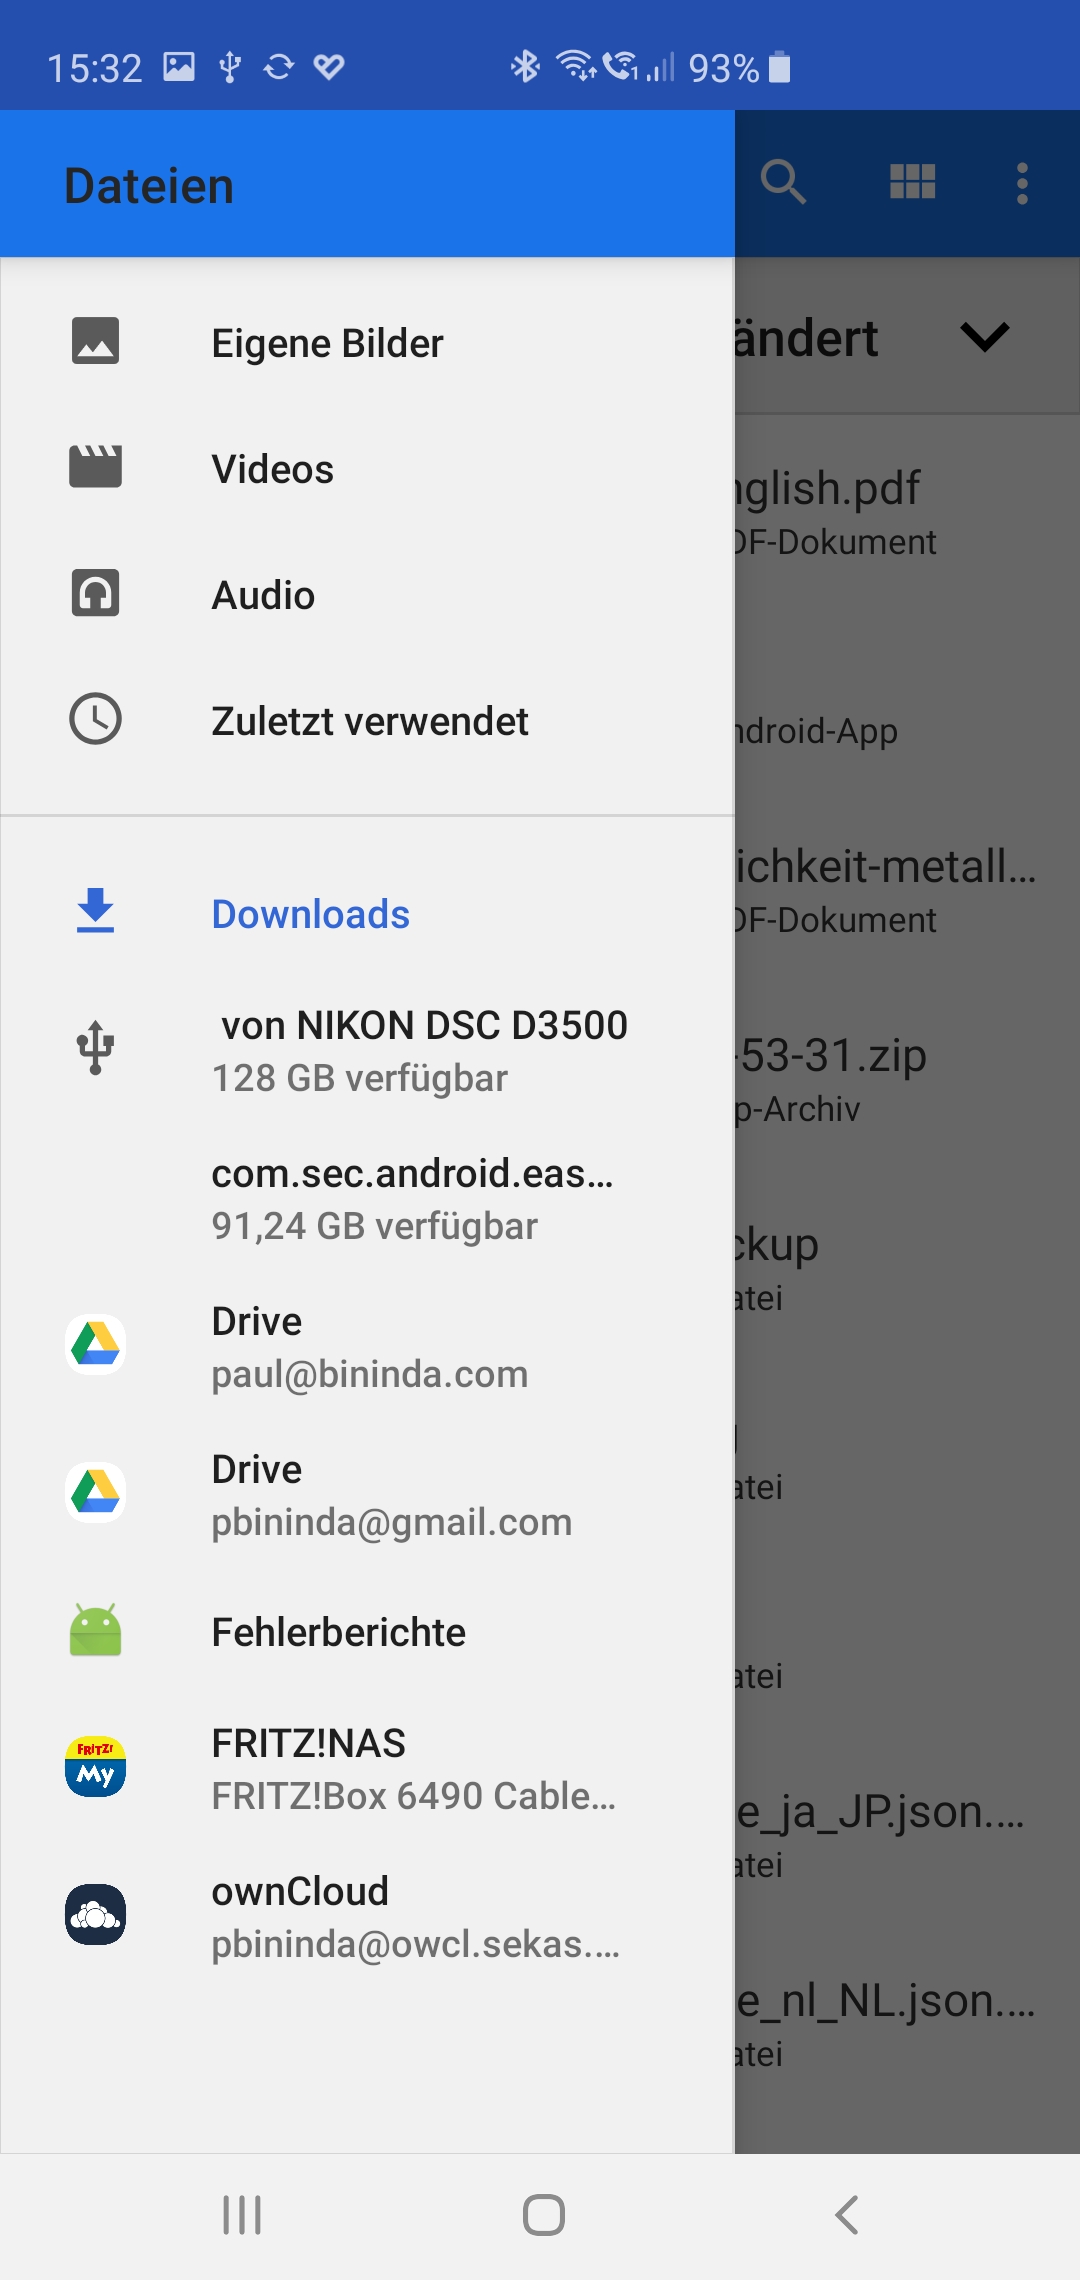 15:32
93%
Dateien
ändert
Eigene Bilder
Videos
Audio
Zuletzt verwendet
Downloads
von NIKON DSC D3500
128 GB verfügbar
com.sec.android.eas…
91,24 GB verfügbar
Drive
paul@bininda.com
Drive
pbininda@gmail.com
Fehlerberichte
FRITZ!
My
FRITZ!NAS
FRITZ!Box 6490 Cable…
ownCloud
pbininda@owcl.sekas.…
nglish.pdf
DF-Dokument
ndroid-App
ichkeit-metall…
DF-Dokument
-53-31.zip
p-Archiv
ckup
atei
atei
atei
e_ja_JP.json.…
atei
e_nl_NL.json.…
atei